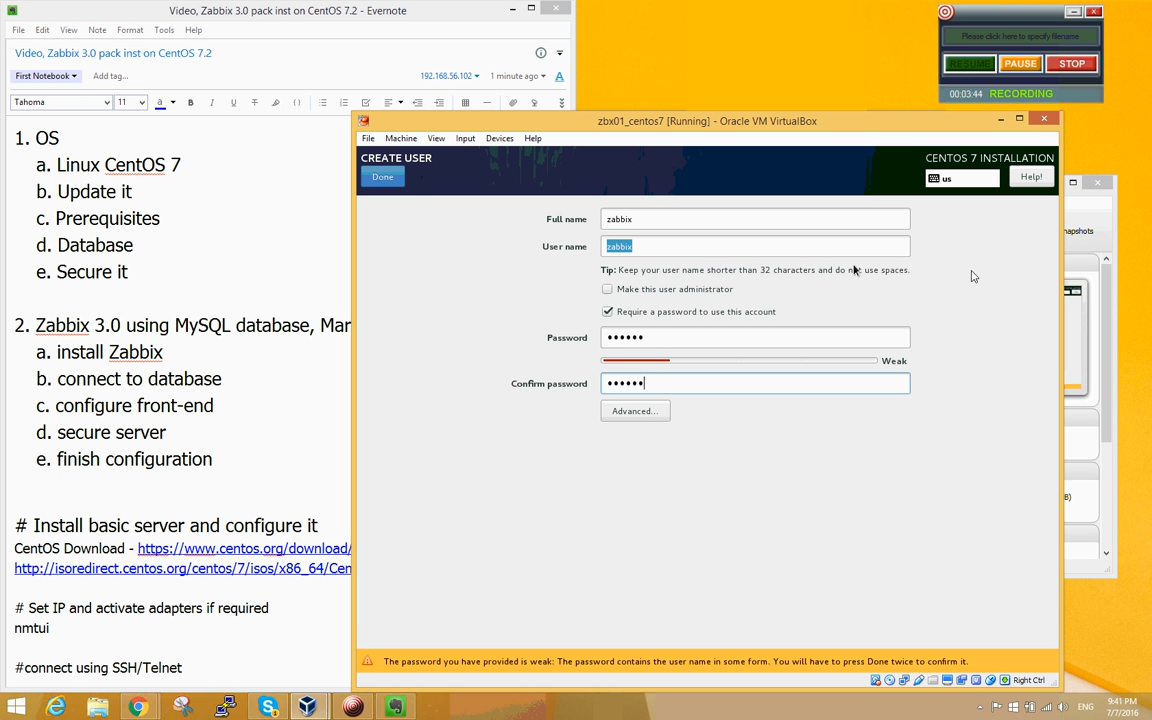 Video, Zabbix 3.0 pack inst on CentOS 7.2 - Evernote
File Edit View Note Format Tools Help
Video, Zabbix 3.0 pack inst on CentOS 7.2
First Notebook Add tag... 192.168.56.102 1 minute ago
Tahoma 11
1. OS
a. Linux CentOS 7
b. Update it
c. Prerequisites
d. Database
e. Secure it
2. Zabbix 3.0 using MySQL database, Mar
a. install Zabbix
b. connect to database
c. configure front-end
d. secure server
e. finish configuration
# Install basic server and configure it
CentOS Download - https://www.centos.org/download/
http://isoredirect.centos.org/centos/7/isos/x86_64/Cen
# Set IP and activate adapters if required
nmtui
#connect using SSH/Telnet
Please click here to specify filename
RESUME PAUSE STOP
00:03:44 RECORDING
zbx01_centos7 [Running] - Oracle VM VirtualBox
File Machine View Input Devices Help
CREATE USER
Done
CENTOS 7 INSTALLATION
us
Help!
Full name zabbix
User name zabbix
Tip: Keep your user name shorter than 32 characters and do not use spaces.
Make this user administrator
Require a password to use this account
Password ••••••
Weak
Confirm password ••••••
Advanced...
The password you have provided is weak: The password contains the user name in some form. You will have to press Done twice to confirm it.
Right Ctrl
napshots
B)
ENG
9:41 PM
7/7/2016